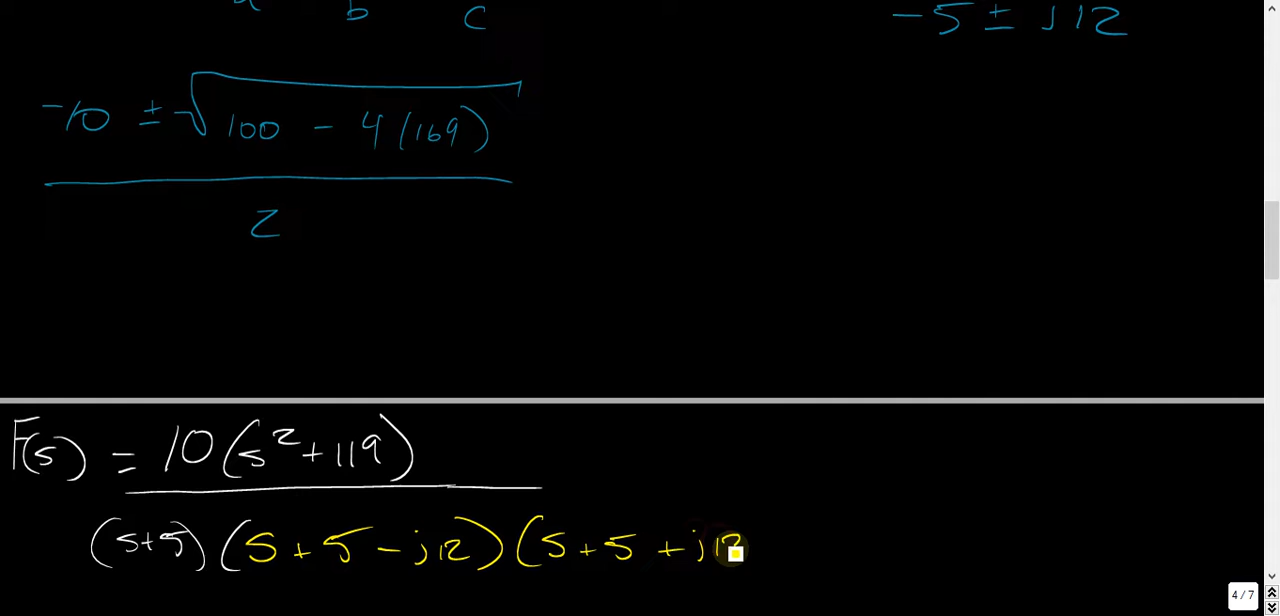 b c
-5 ± j12
-10 ± √100 - 4(169)
2
F(s) = 10(s²+119)
(s+5)(s+5-j12)(s+5+j12
4/7